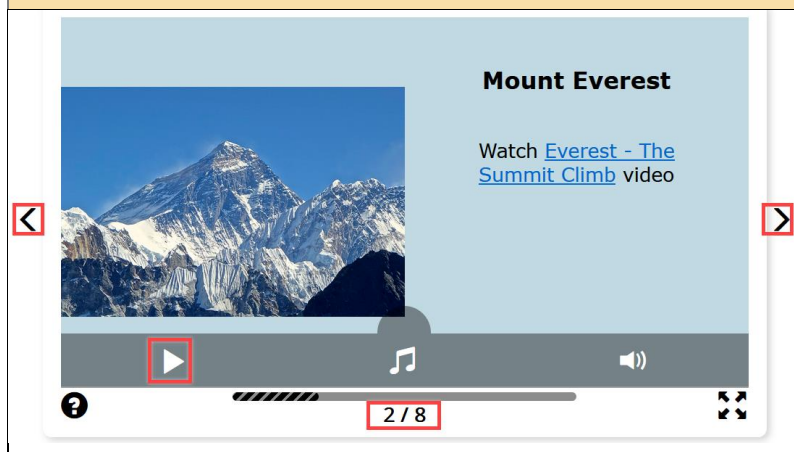 Mount Everest
Watch Everest - The
Summit Climb video
2 / 8